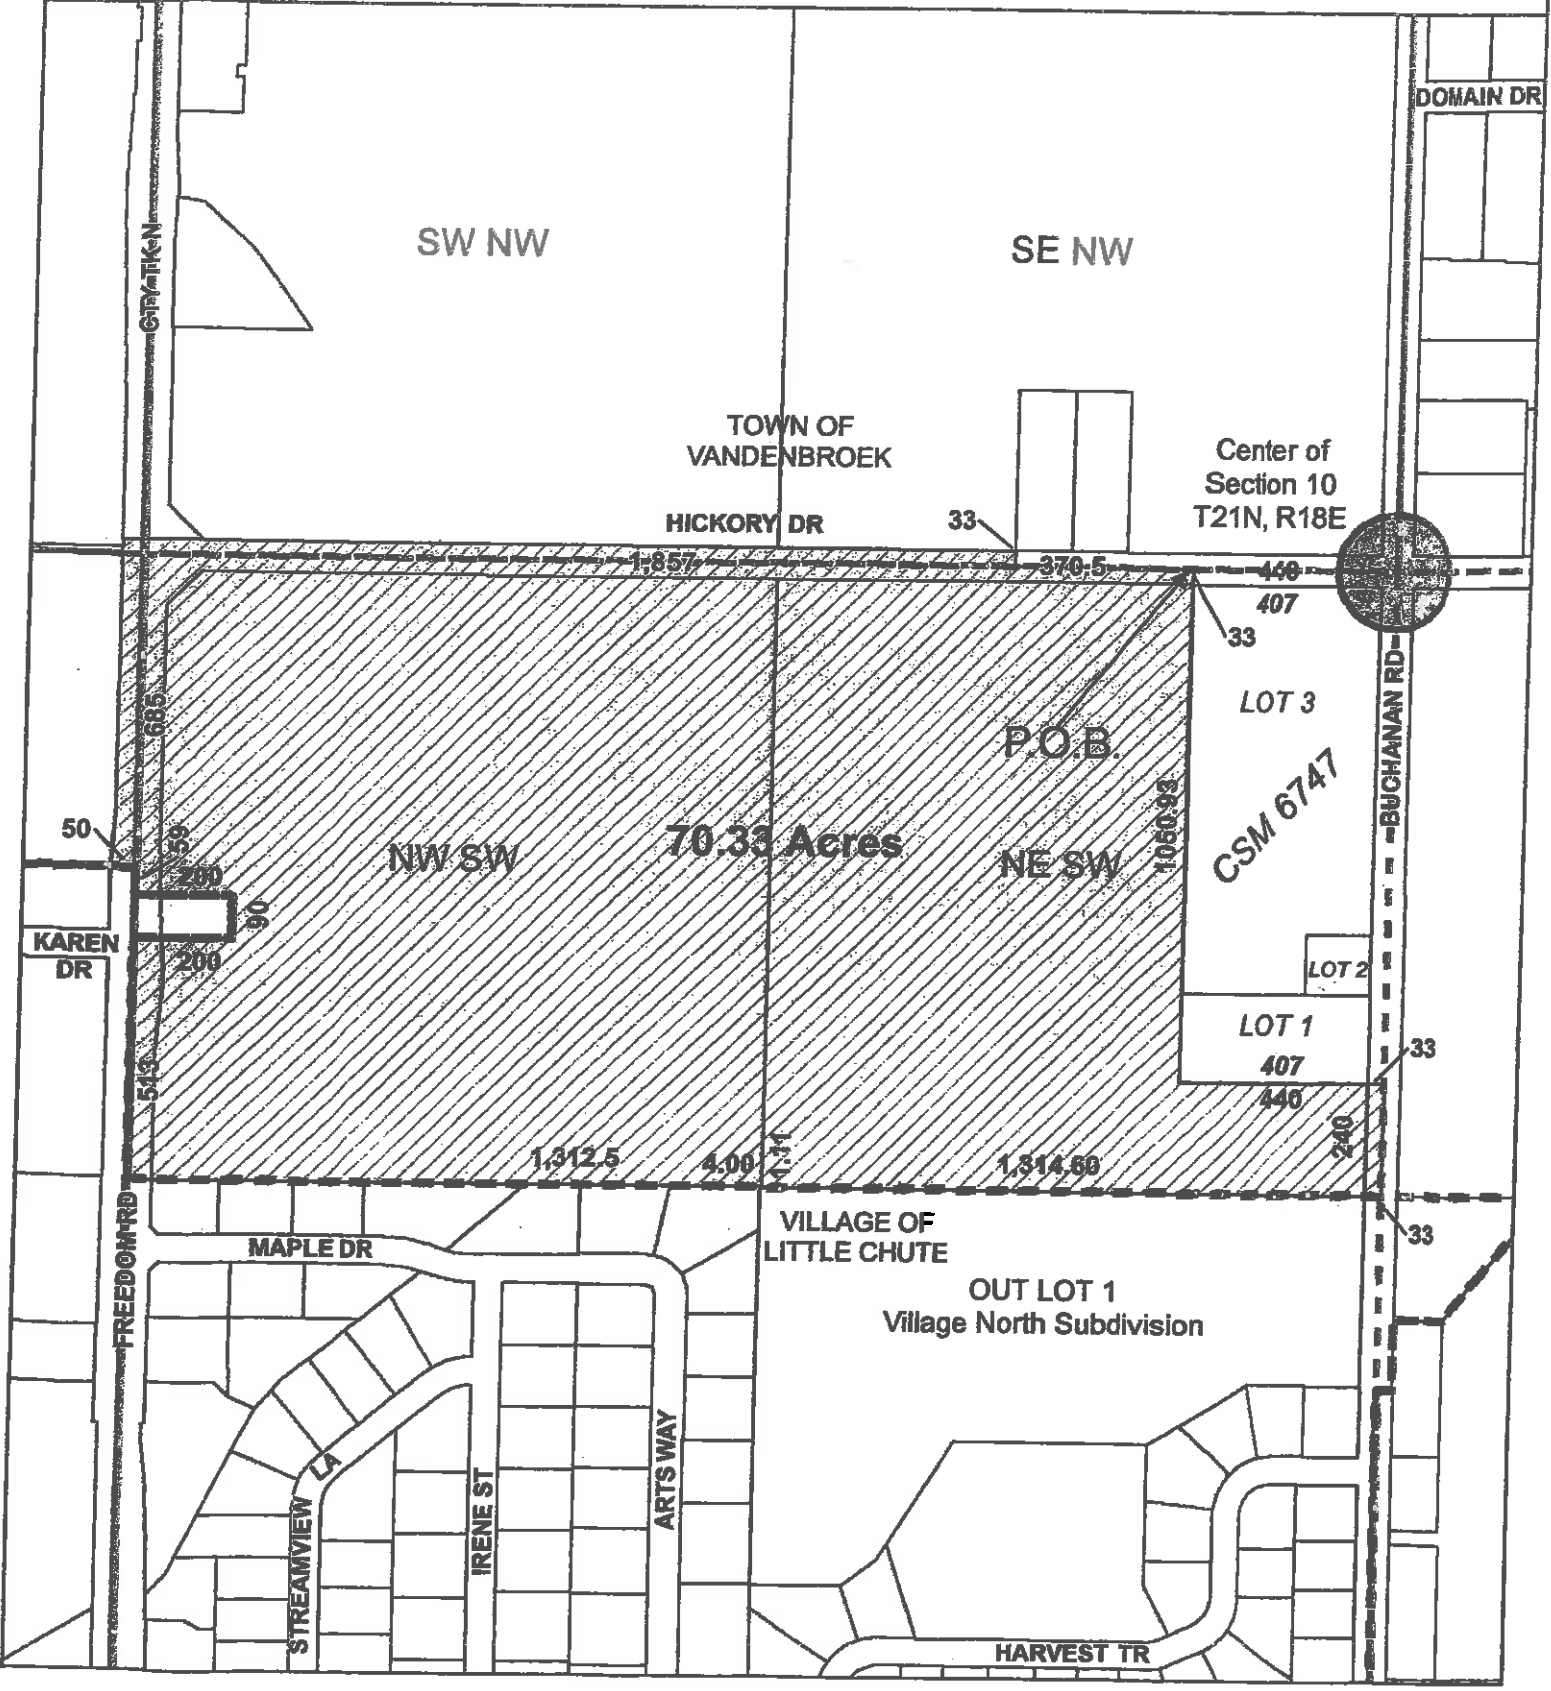 DOMAIN DR
CTY TK N
SW NW
SE NW
TOWN OF
VANDENBROEK
Center of
Section 10
T21N, R18E
HICKORY DR
33
1,857
370.5
440
407
33
685
LOT 3
BUCHANAN RD
P.O.B.
CSM 6747
1060.93
50
59
NW SW
70.33 Acres
NE SW
200
90
KAREN
DR
200
LOT 2
LOT 1
407
33
440
513
240
1,312.5
4.00
1.11
1,314.60
FREEDOM RD
MAPLE DR
VILLAGE OF
LITTLE CHUTE
33
OUT LOT 1
Village North Subdivision
STREAMVIEW LA
IRENE ST
ARTS WAY
HARVEST TR